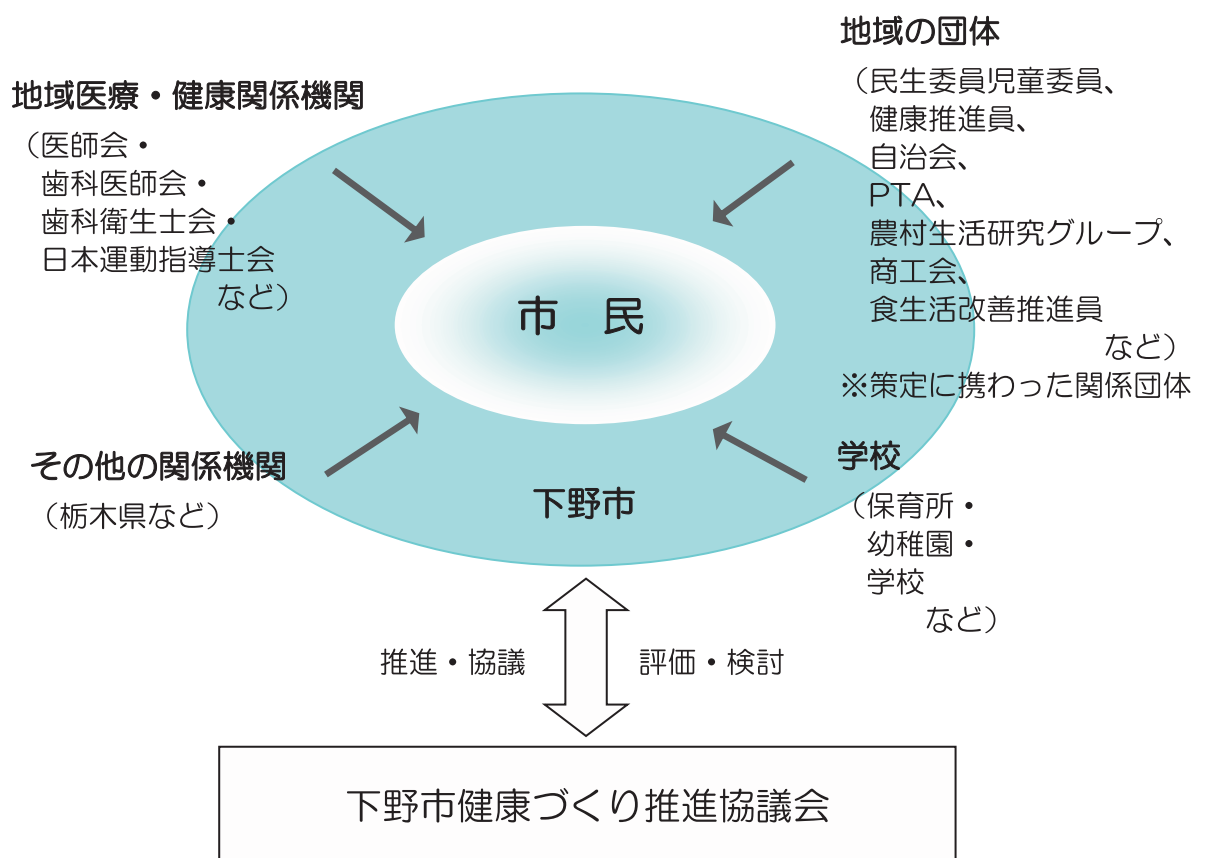 地域医療・健康関係機関
（医師会・
歯科医師会・
歯科衛生士会・
日本運動指導士会
など）
地域の団体
（民生委員児童委員、
健康推進員、
自治会、
PTA、
農村生活研究グループ、
商工会、
食生活改善推進員
など）
※策定に携わった関係団体
市　民
その他の関係機関
（栃木県など）
学校
（保育所・
幼稚園・
学校
など）
下野市
推進・協議
評価・検討
下野市健康づくり推進協議会